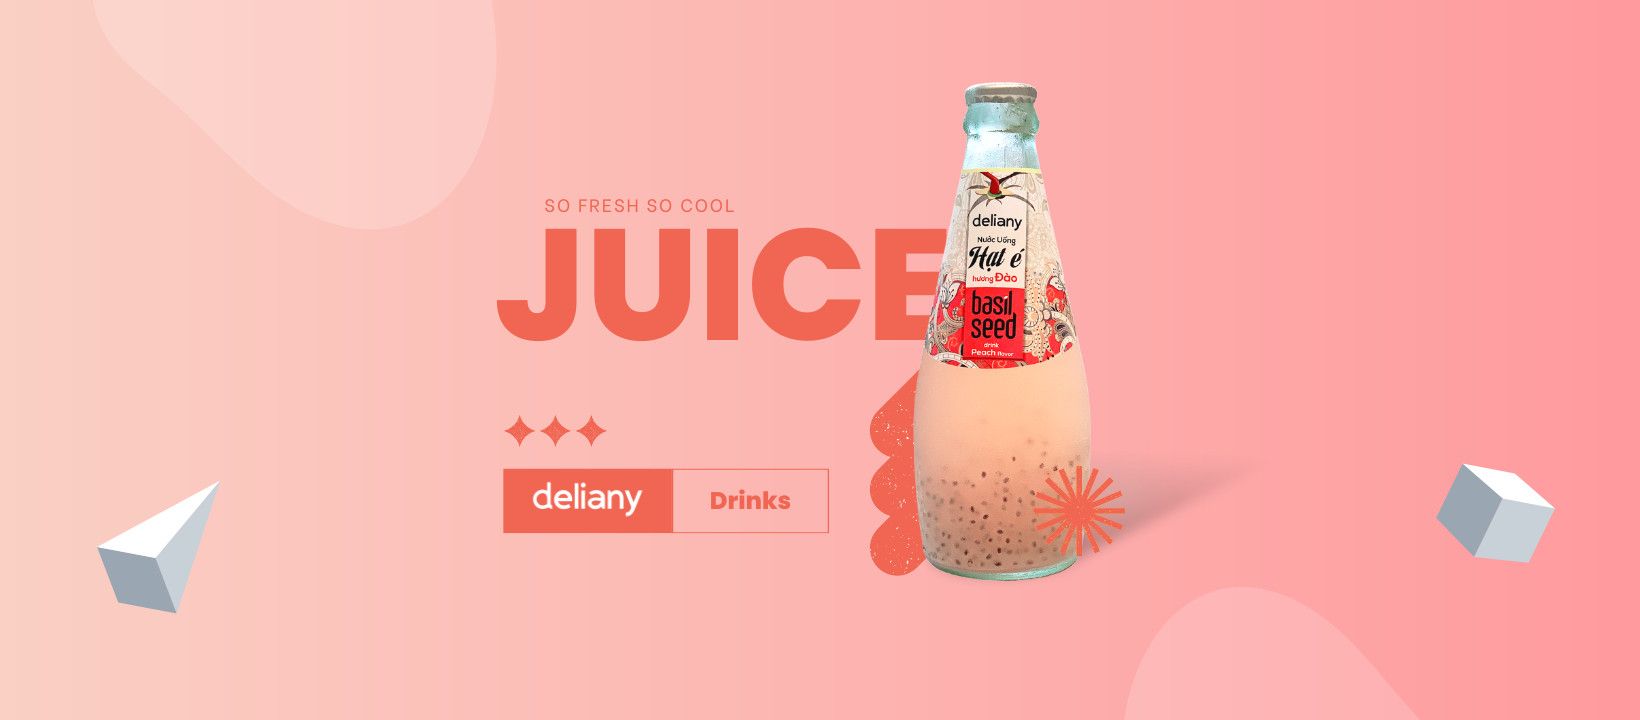 SO FRESH SO COOL
JUICE
deliany
Drinks
deliany
Nước Uống
Hạt é
hương Đào
basil
seed
drink
Peach flavor